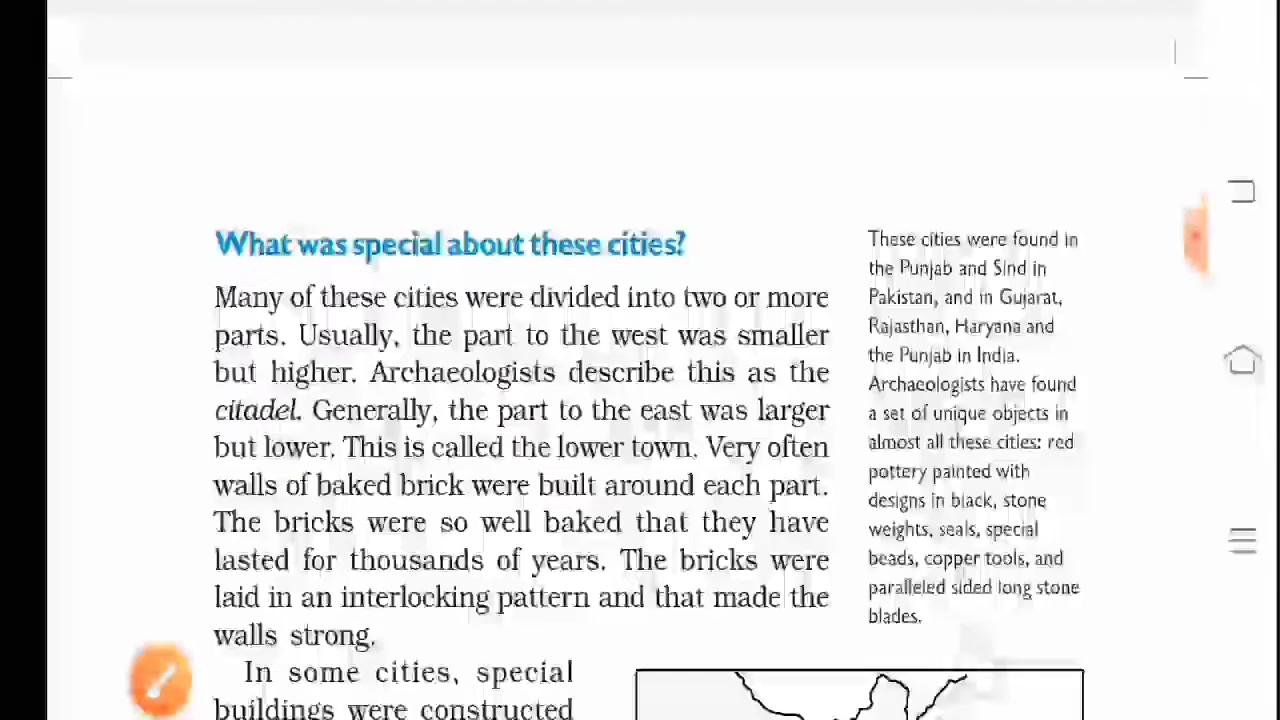 What was special about these cities?
Many of these cities were divided into two or more
parts. Usually, the part to the west was smaller
but higher. Archaeologists describe this as the
citadel. Generally, the part to the east was larger
but lower. This is called the lower town. Very often
walls of baked brick were built around each part.
The bricks were so well baked that they have
lasted for thousands of years. The bricks were
laid in an interlocking pattern and that made the
walls strong.
In some cities, special
buildings were constructed
These cities were found in
the Punjab and Sind in
Pakistan, and in Gujarat,
Rajasthan, Haryana and
the Punjab in India.
Archaeologists have found
a set of unique objects in
almost all these cities: red
pottery painted with
designs in black, stone
weights, seals, special
beads, copper tools, and
paralleled sided long stone
blades.